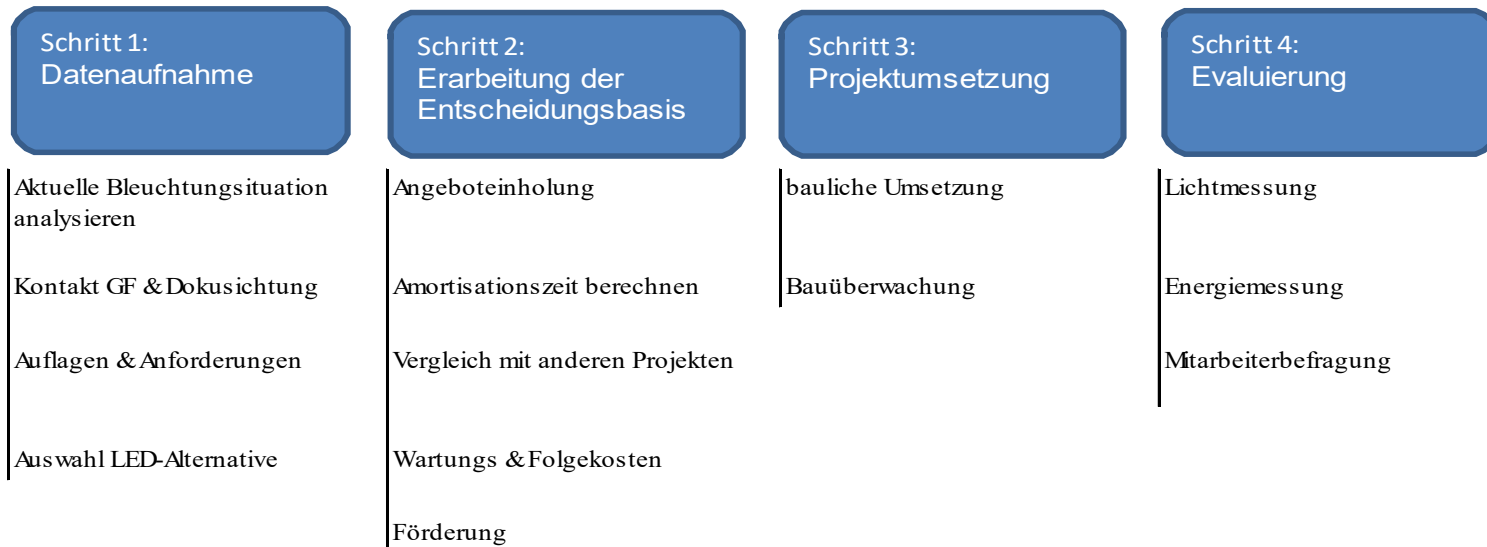 Schritt 1:
Datenaufnahme
Aktuelle Bleuchtungsituation
analysieren
Kontakt GF & Dokusichtung
Auflagen & Anforderungen
Auswahl LED-Alternative
Schritt 2:
Erarbeitung der
Entscheidungsbasis
Angeboteinholung
Amortisationszeit berechnen
Vergleich mit anderen Projekten
Wartungs & Folgekosten
Förderung
Schritt 3:
Projektumsetzung
bauliche Umsetzung
Bauüberwachung
Schritt 4:
Evaluierung
Lichtmessung
Energiemessung
Mitarbeiterbefragung